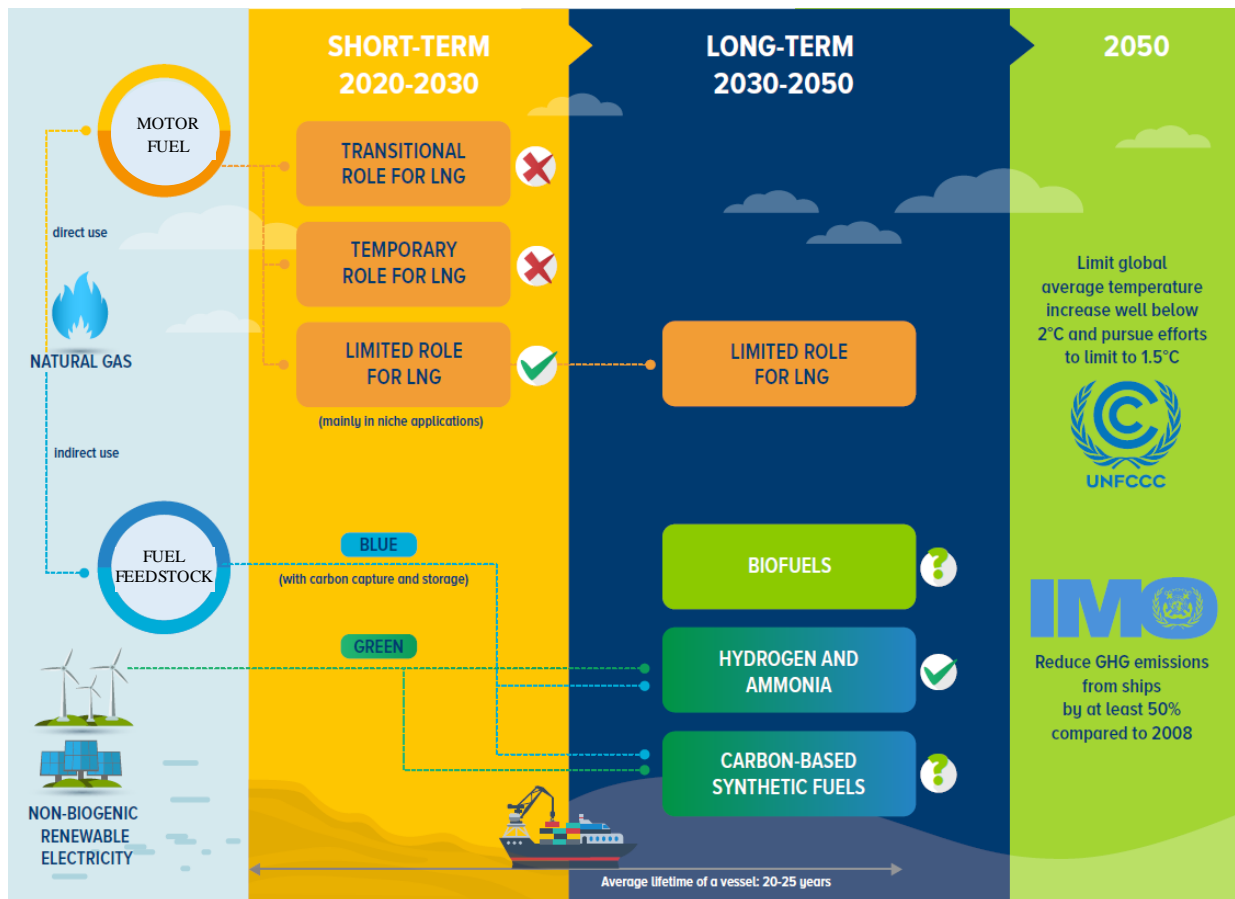 SHORT-TERM
2020-2030
LONG-TERM
2030-2050
2050
MOTOR
FUEL
direct use
NATURAL GAS
indirect use
FUEL
FEEDSTOCK
NON-BIOGENIC
RENEWABLE
ELECTRICITY
TRANSITIONAL
ROLE FOR LNG
TEMPORARY
ROLE FOR LNG
LIMITED ROLE
FOR LNG
(mainly in niche applications)
BLUE
(with carbon capture and storage)
GREEN
LIMITED ROLE
FOR LNG
BIOFUELS
?
HYDROGEN AND
AMMONIA
CARBON-BASED
SYNTHETIC FUELS
?
Average lifetime of a vessel: 20-25 years
Limit global
average temperature
increase well below
2°C and pursue efforts
to limit to 1.5°C
UNFCCC
IMO
Reduce GHG emissions
from ships
by at least 50%
compared to 2008